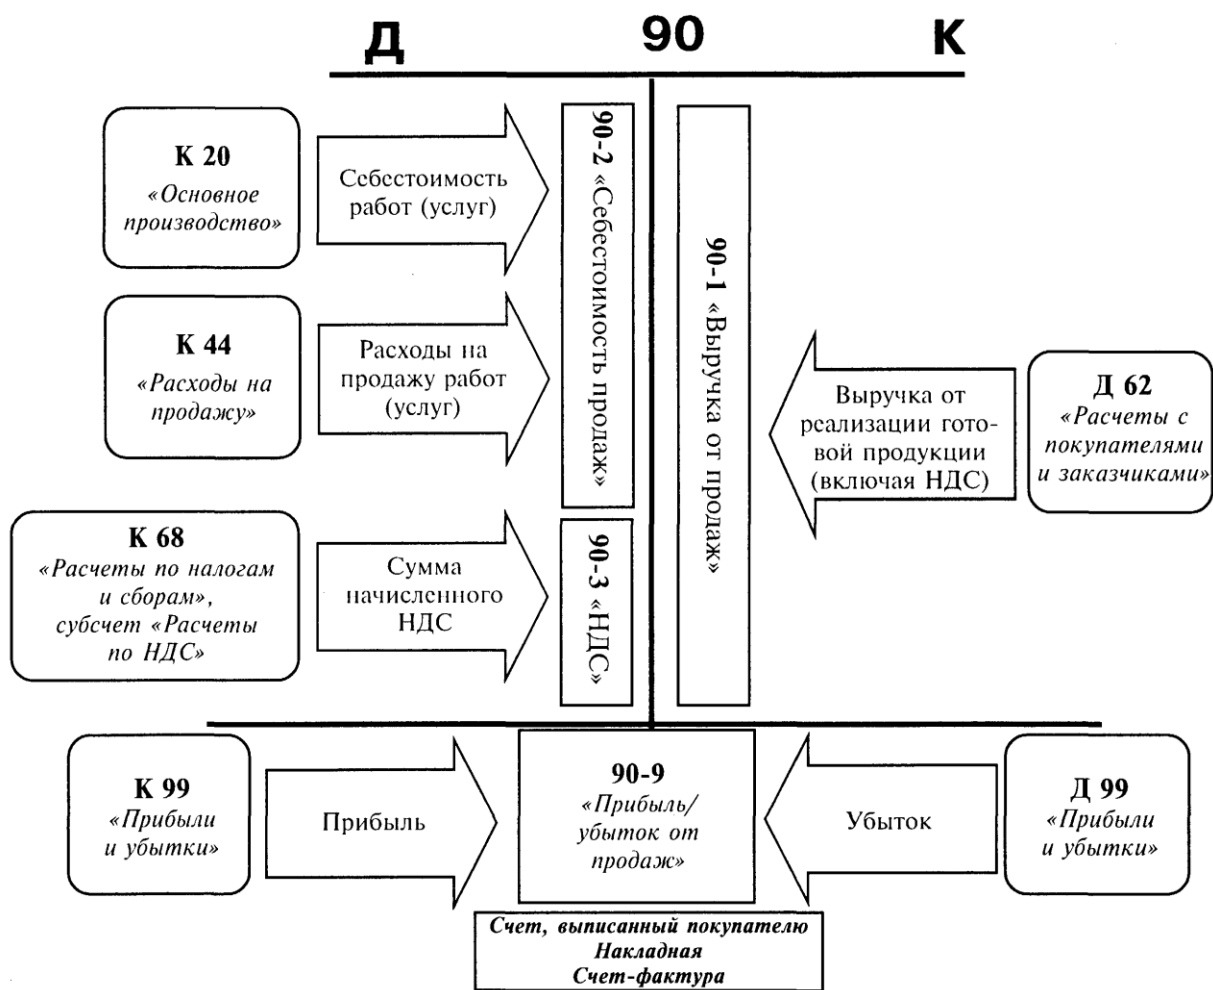 Д 90 К
К 20
«Основное
производство»
Себестоимость
работ (услуг)
90-2 «Себестоимость продаж»
90-1 «Выручка от продаж»
К 44
«Расходы на
продажу»
Расходы на
продажу работ
(услуг)
Выручка от
реализации гото-
вой продукции
(включая НДС)
Д 62
«Расчеты с
покупателями
и заказчиками»
К 68
«Расчеты по налогам
и сборам»,
субсчет «Расчеты
по НДС»
Сумма
начисленного
НДС
90-3 «НДС»
К 99
«Прибыли
и убытки»
Прибыль
90-9
«Прибыль/
убыток от
продаж»
Убыток
Д 99
«Прибыли
и убытки»
Счет, выписанный покупателю
Накладная
Счет-фактура